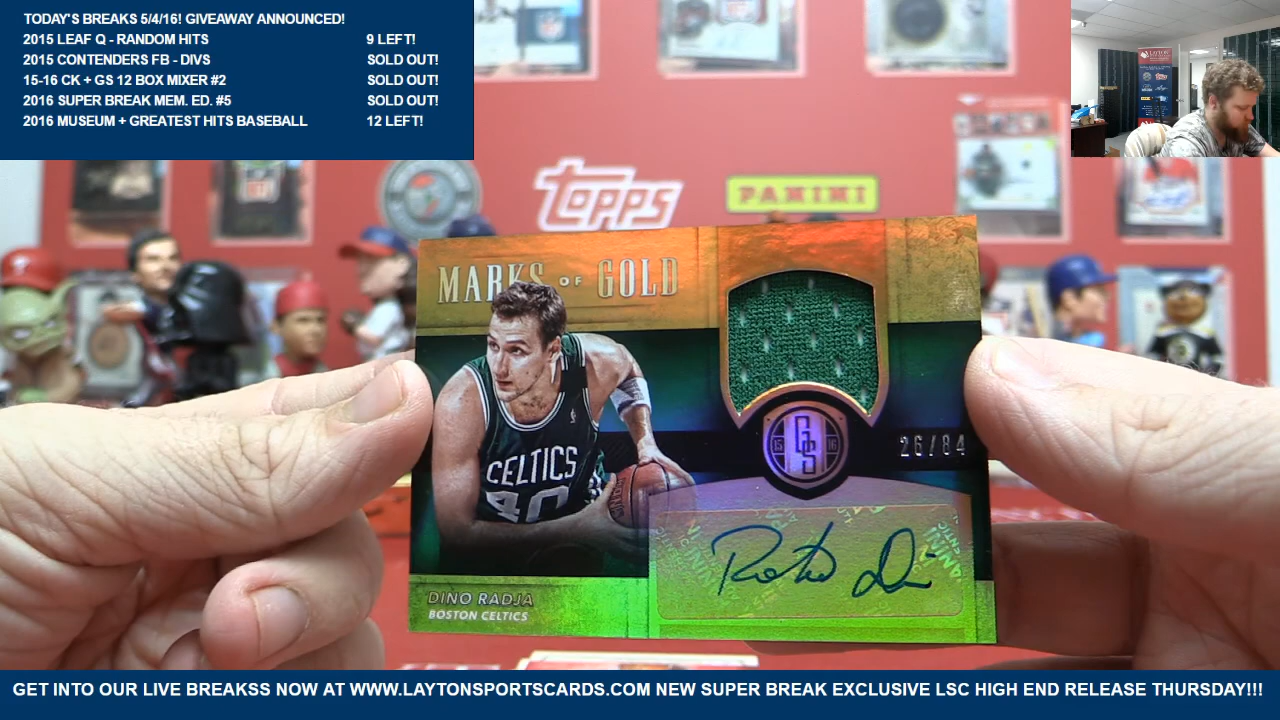 TODAY'S BREAKS 5/4/16! GIVEAWAY ANNOUNCED!
2015 LEAF Q - RANDOM HITS 9 LEFT!
2015 CONTENDERS FB - DIVS SOLD OUT!
15-16 CK + GS 12 BOX MIXER #2 SOLD OUT!
2016 SUPER BREAK MEM. ED. #5 SOLD OUT!
2016 MUSEUM + GREATEST HITS BASEBALL 12 LEFT!
TOPPS PANINI
MARKS OF GOLD
15 GS 16
26/84
CELTICS
40
DINO RADJA
BOSTON CELTICS
GET INTO OUR LIVE BREAKSS NOW AT WWW.LAYTONSPORTSCARDS.COM NEW SUPER BREAK EXCLUSIVE LSC HIGH END RELEASE THURSDAY!!!